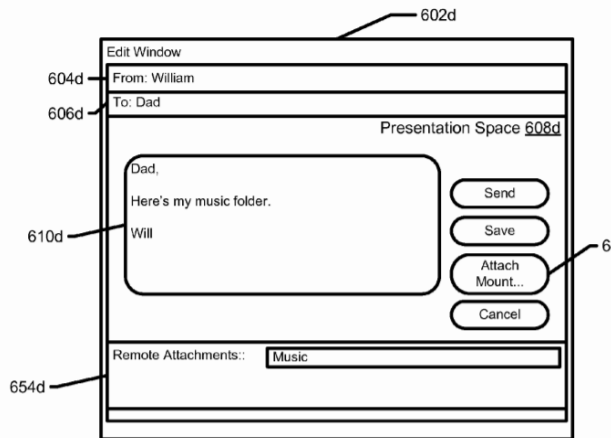 602d
Edit Window
604d
From: William
606d
To: Dad
Presentation Space 608d
Dad,
Here's my music folder.
Will
610d
Send
Save
6
Attach
Mount...
Cancel
Remote Attachments::
Music
654d